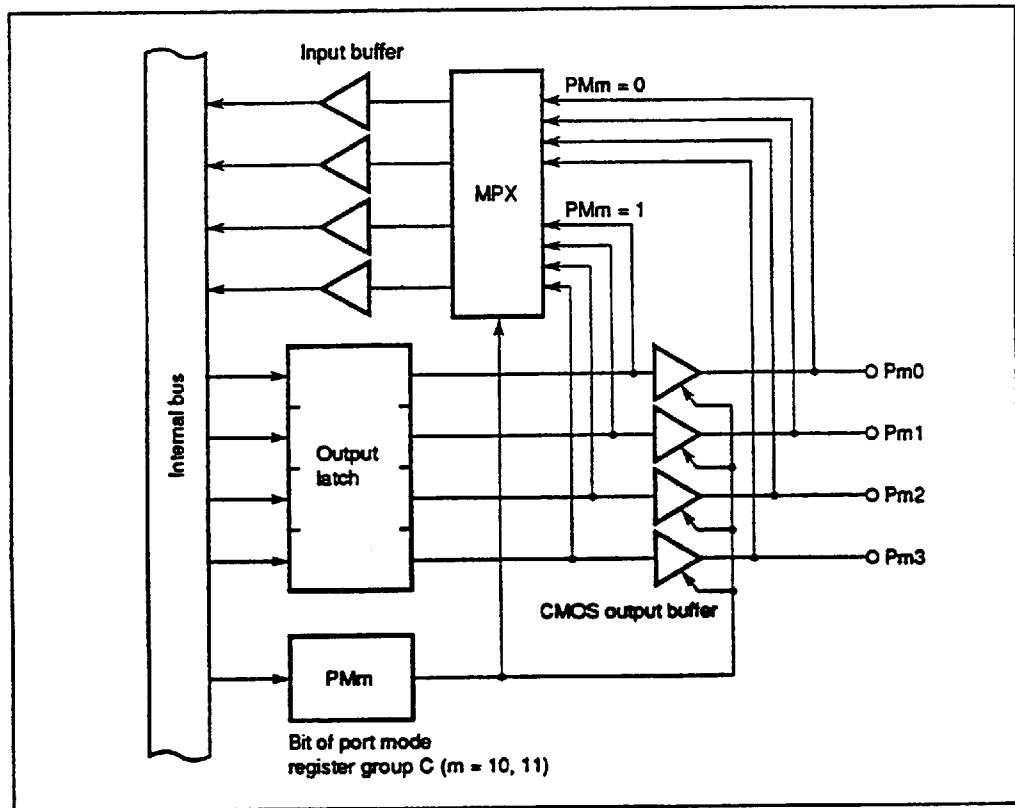 Input buffer
PMm = 0
MPX
PMm = 1
Internal bus
Output
latch
Pm0
Pm1
Pm2
Pm3
CMOS output buffer
PMm
Bit of port mode
register group C (m = 10, 11)